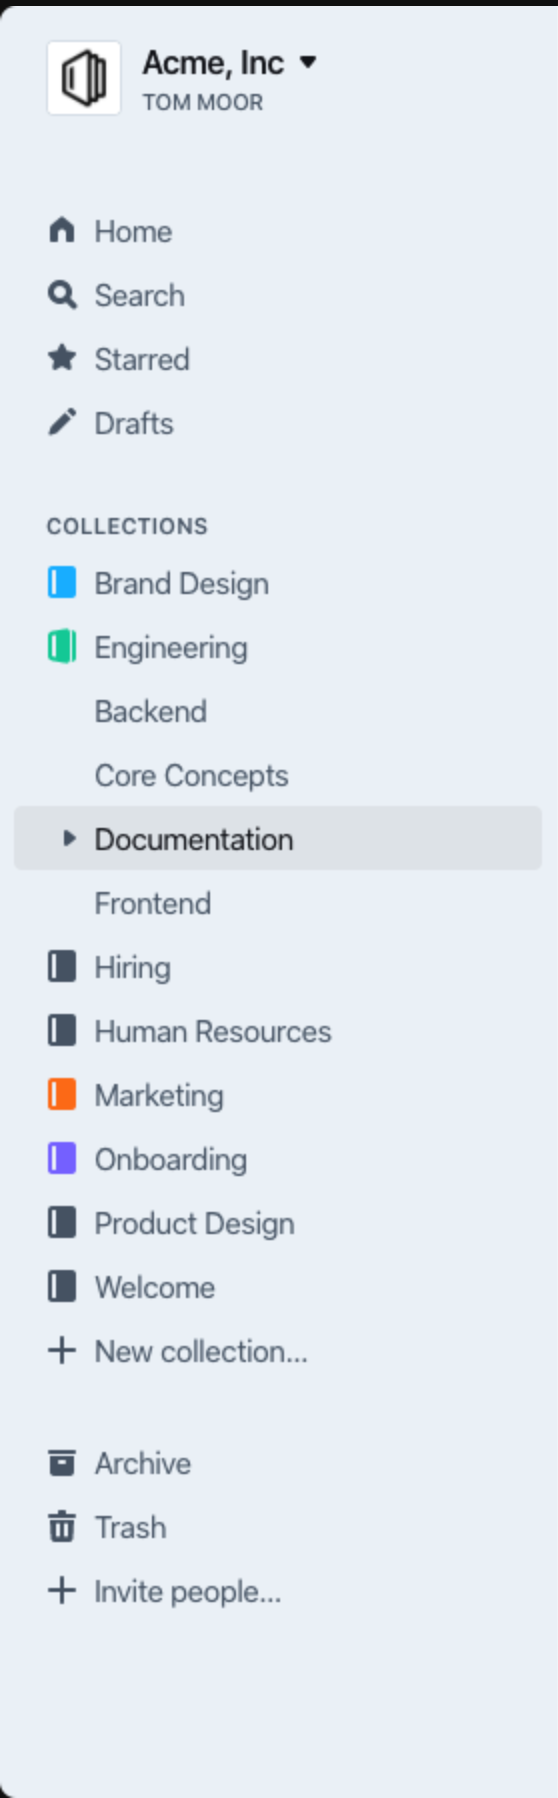 Acme, Inc
TOM MOOR
Home
Search
Starred
Drafts
COLLECTIONS
Brand Design
Engineering
Backend
Core Concepts
Documentation
Frontend
Hiring
Human Resources
Marketing
Onboarding
Product Design
Welcome
New collection...
Archive
Trash
Invite people...